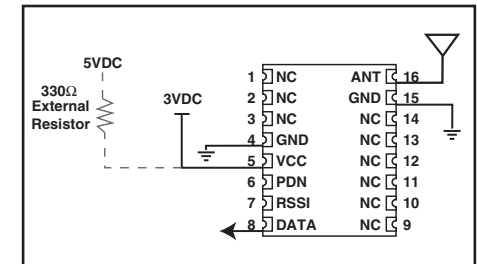 5VDC
330Ω
External
Resistor
3VDC
1 NC ANT 16
2 NC GND 15
3 NC NC 14
4 GND NC 13
5 VCC NC 12
6 PDN NC 11
7 RSSI NC 10
8 DATA NC 9